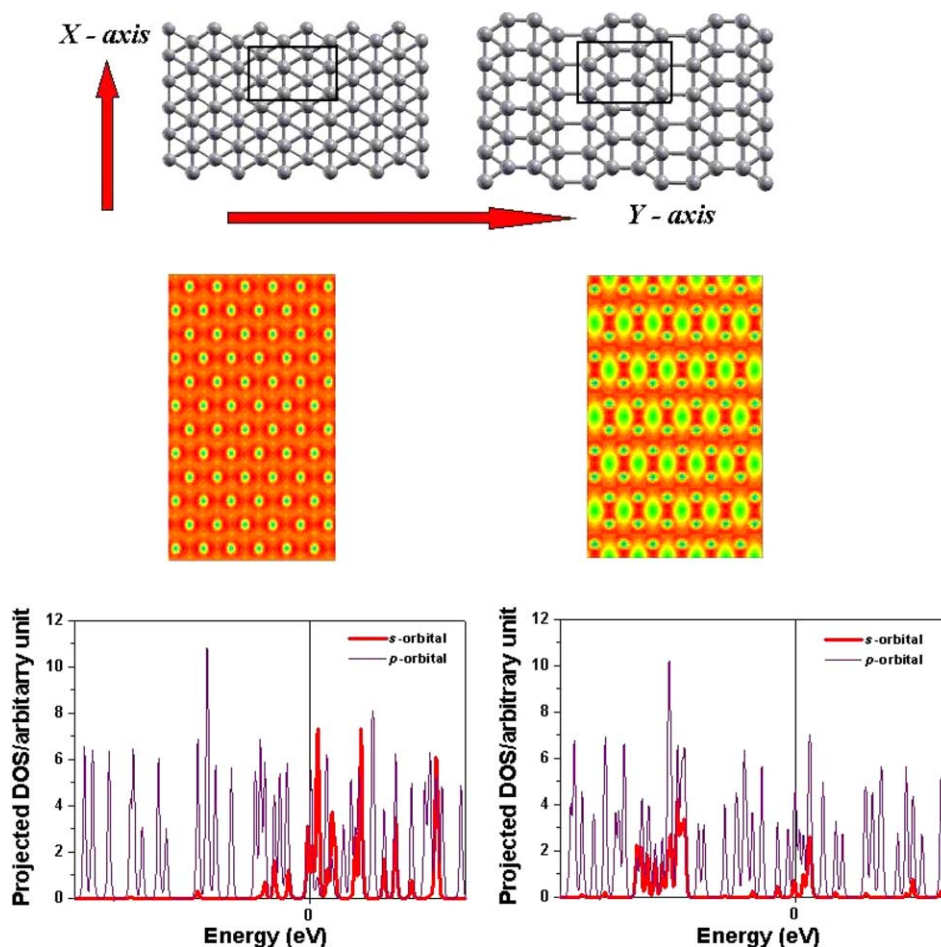 X - axis
Y - axis
Projected DOS/arbitarry unit
12
10
8
6
4
2
0
s-orbital
p-orbital
0
Energy (eV)
Projected DOS/arbitrary unit
12
10
8
6
4
2
0
s-orbital
p-orbital
0
Energy (eV)